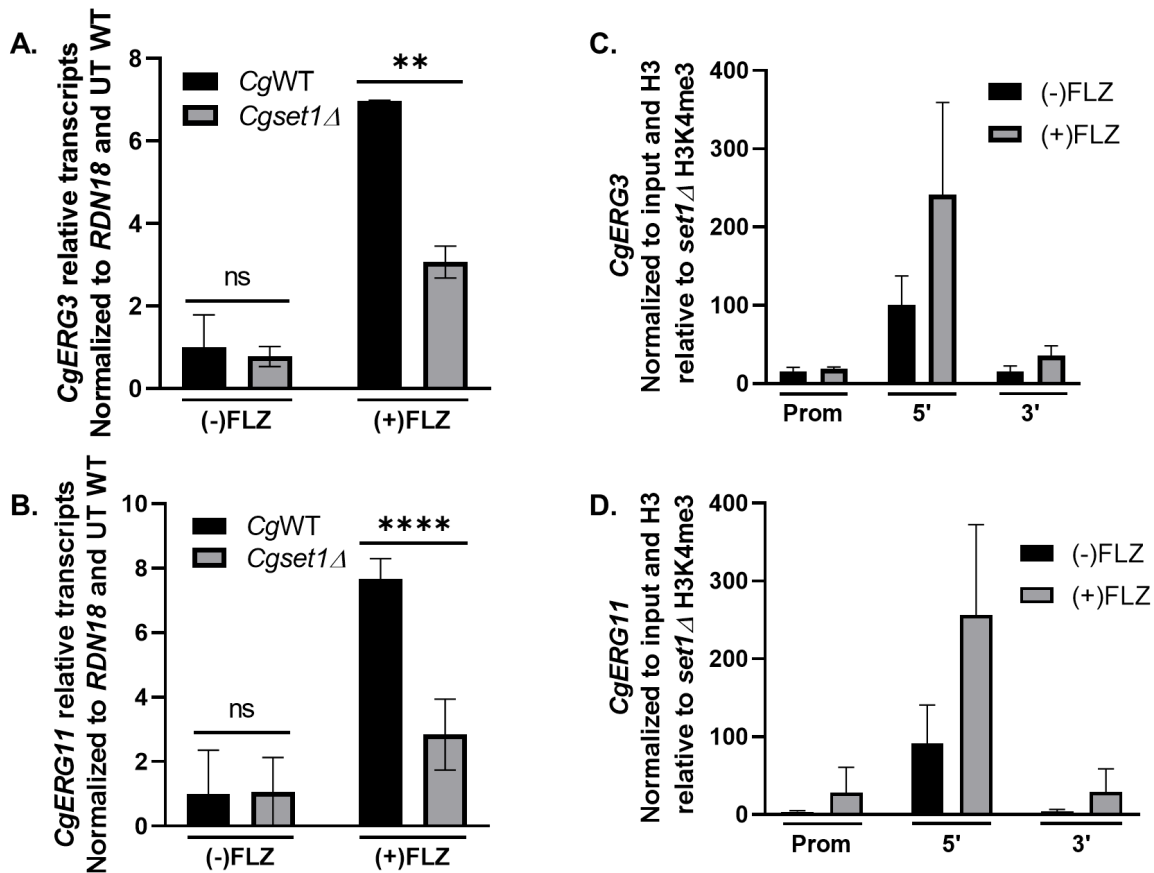 A.
CgERG3 relative transcripts
Normalized to RDN18 and UT WT
8
6
4
2
0
CgWT
Cgset1Δ
ns
**
(-)FLZ
(+)FLZ
C.
CgERG3
Normalized to input and H3
relative to set1Δ H3K4me3
400
300
200
100
0
(-)FLZ
(+)FLZ
Prom
5'
3'
B.
CgERG11 relative transcripts
Normalized to RDN18 and UT WT
10
8
6
4
2
0
CgWT
Cgset1Δ
ns
****
(-)FLZ
(+)FLZ
D.
CgERG11
Normalized to input and H3
relative to set1Δ H3K4me3
400
300
200
100
0
(-)FLZ
(+)FLZ
Prom
5'
3'